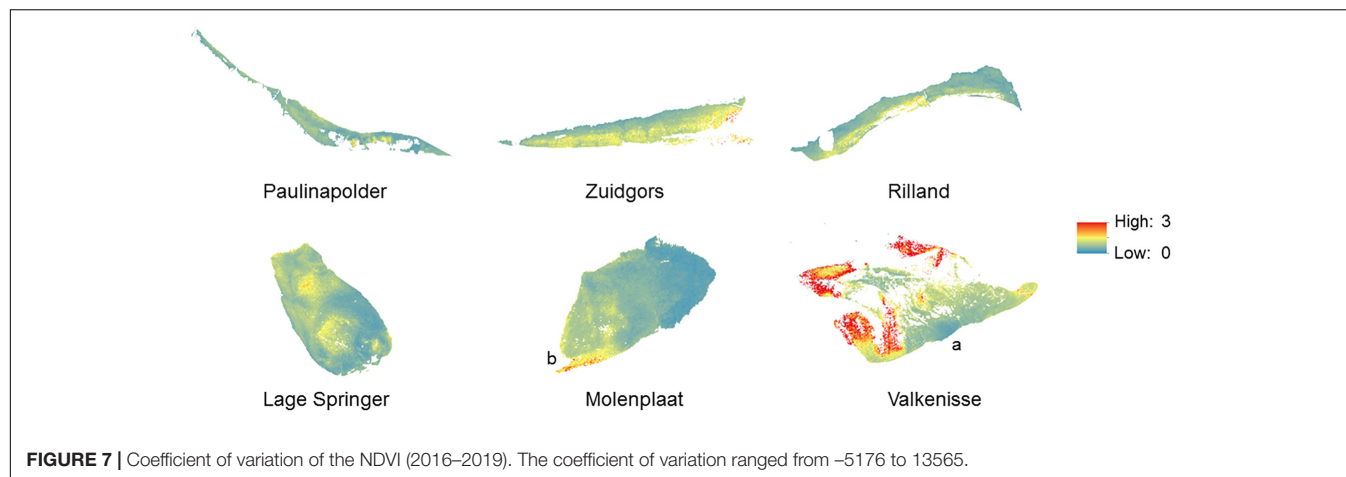 Paulinapolder
Zuidgors
Rilland
High: 3
Low: 0
b
a
Lage Springer
Molenplaat
Valkenisse
FIGURE 7 | Coefficient of variation of the NDVI (2016–2019). The coefficient of variation ranged from –5176 to 13565.